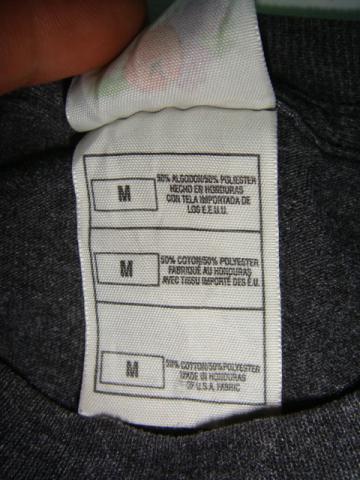 M
50% ALGODON/50% POLIESTER
HECHO EN HONDURAS
CON TELA IMPORTADA DE
LOS E.E.U.U.
M
50% COTON/50% POLYESTER
FABRIQUÉ AU HONDURAS
AVEC TISSU IMPORTÉ DES É.U.
M
50% COTTON/50% POLYESTER
MADE IN HONDURAS
OF U.S.A. FABRIC